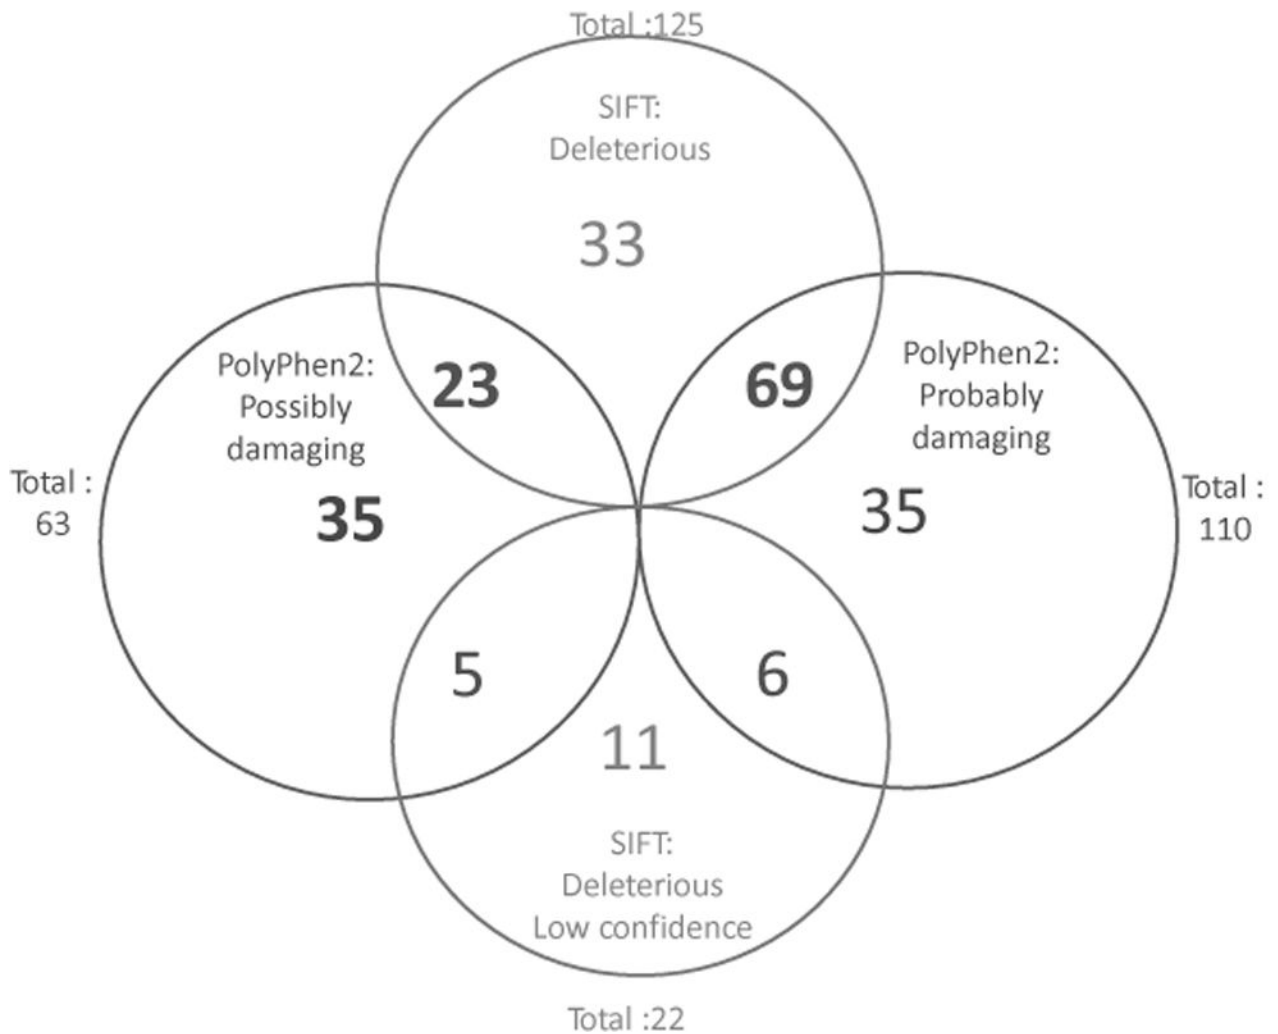 Total :125
SIFT:
Deleterious
33
PolyPhen2:
Possibly
damaging
23
69
PolyPhen2:
Probably
damaging
Total :
63
35
35
Total :
110
5
6
11
SIFT:
Deleterious
Low confidence
Total :22